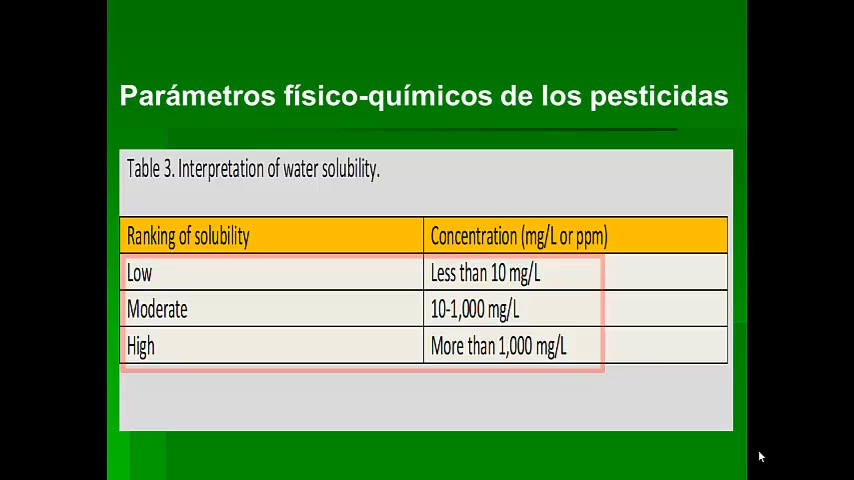 Parámetros físico-químicos de los pesticidas
Table 3. Interpretation of water solubility.
Ranking of solubility Concentration (mg/L or ppm)
Low Less than 10 mg/L
Moderate 10-1,000 mg/L
High More than 1,000 mg/L